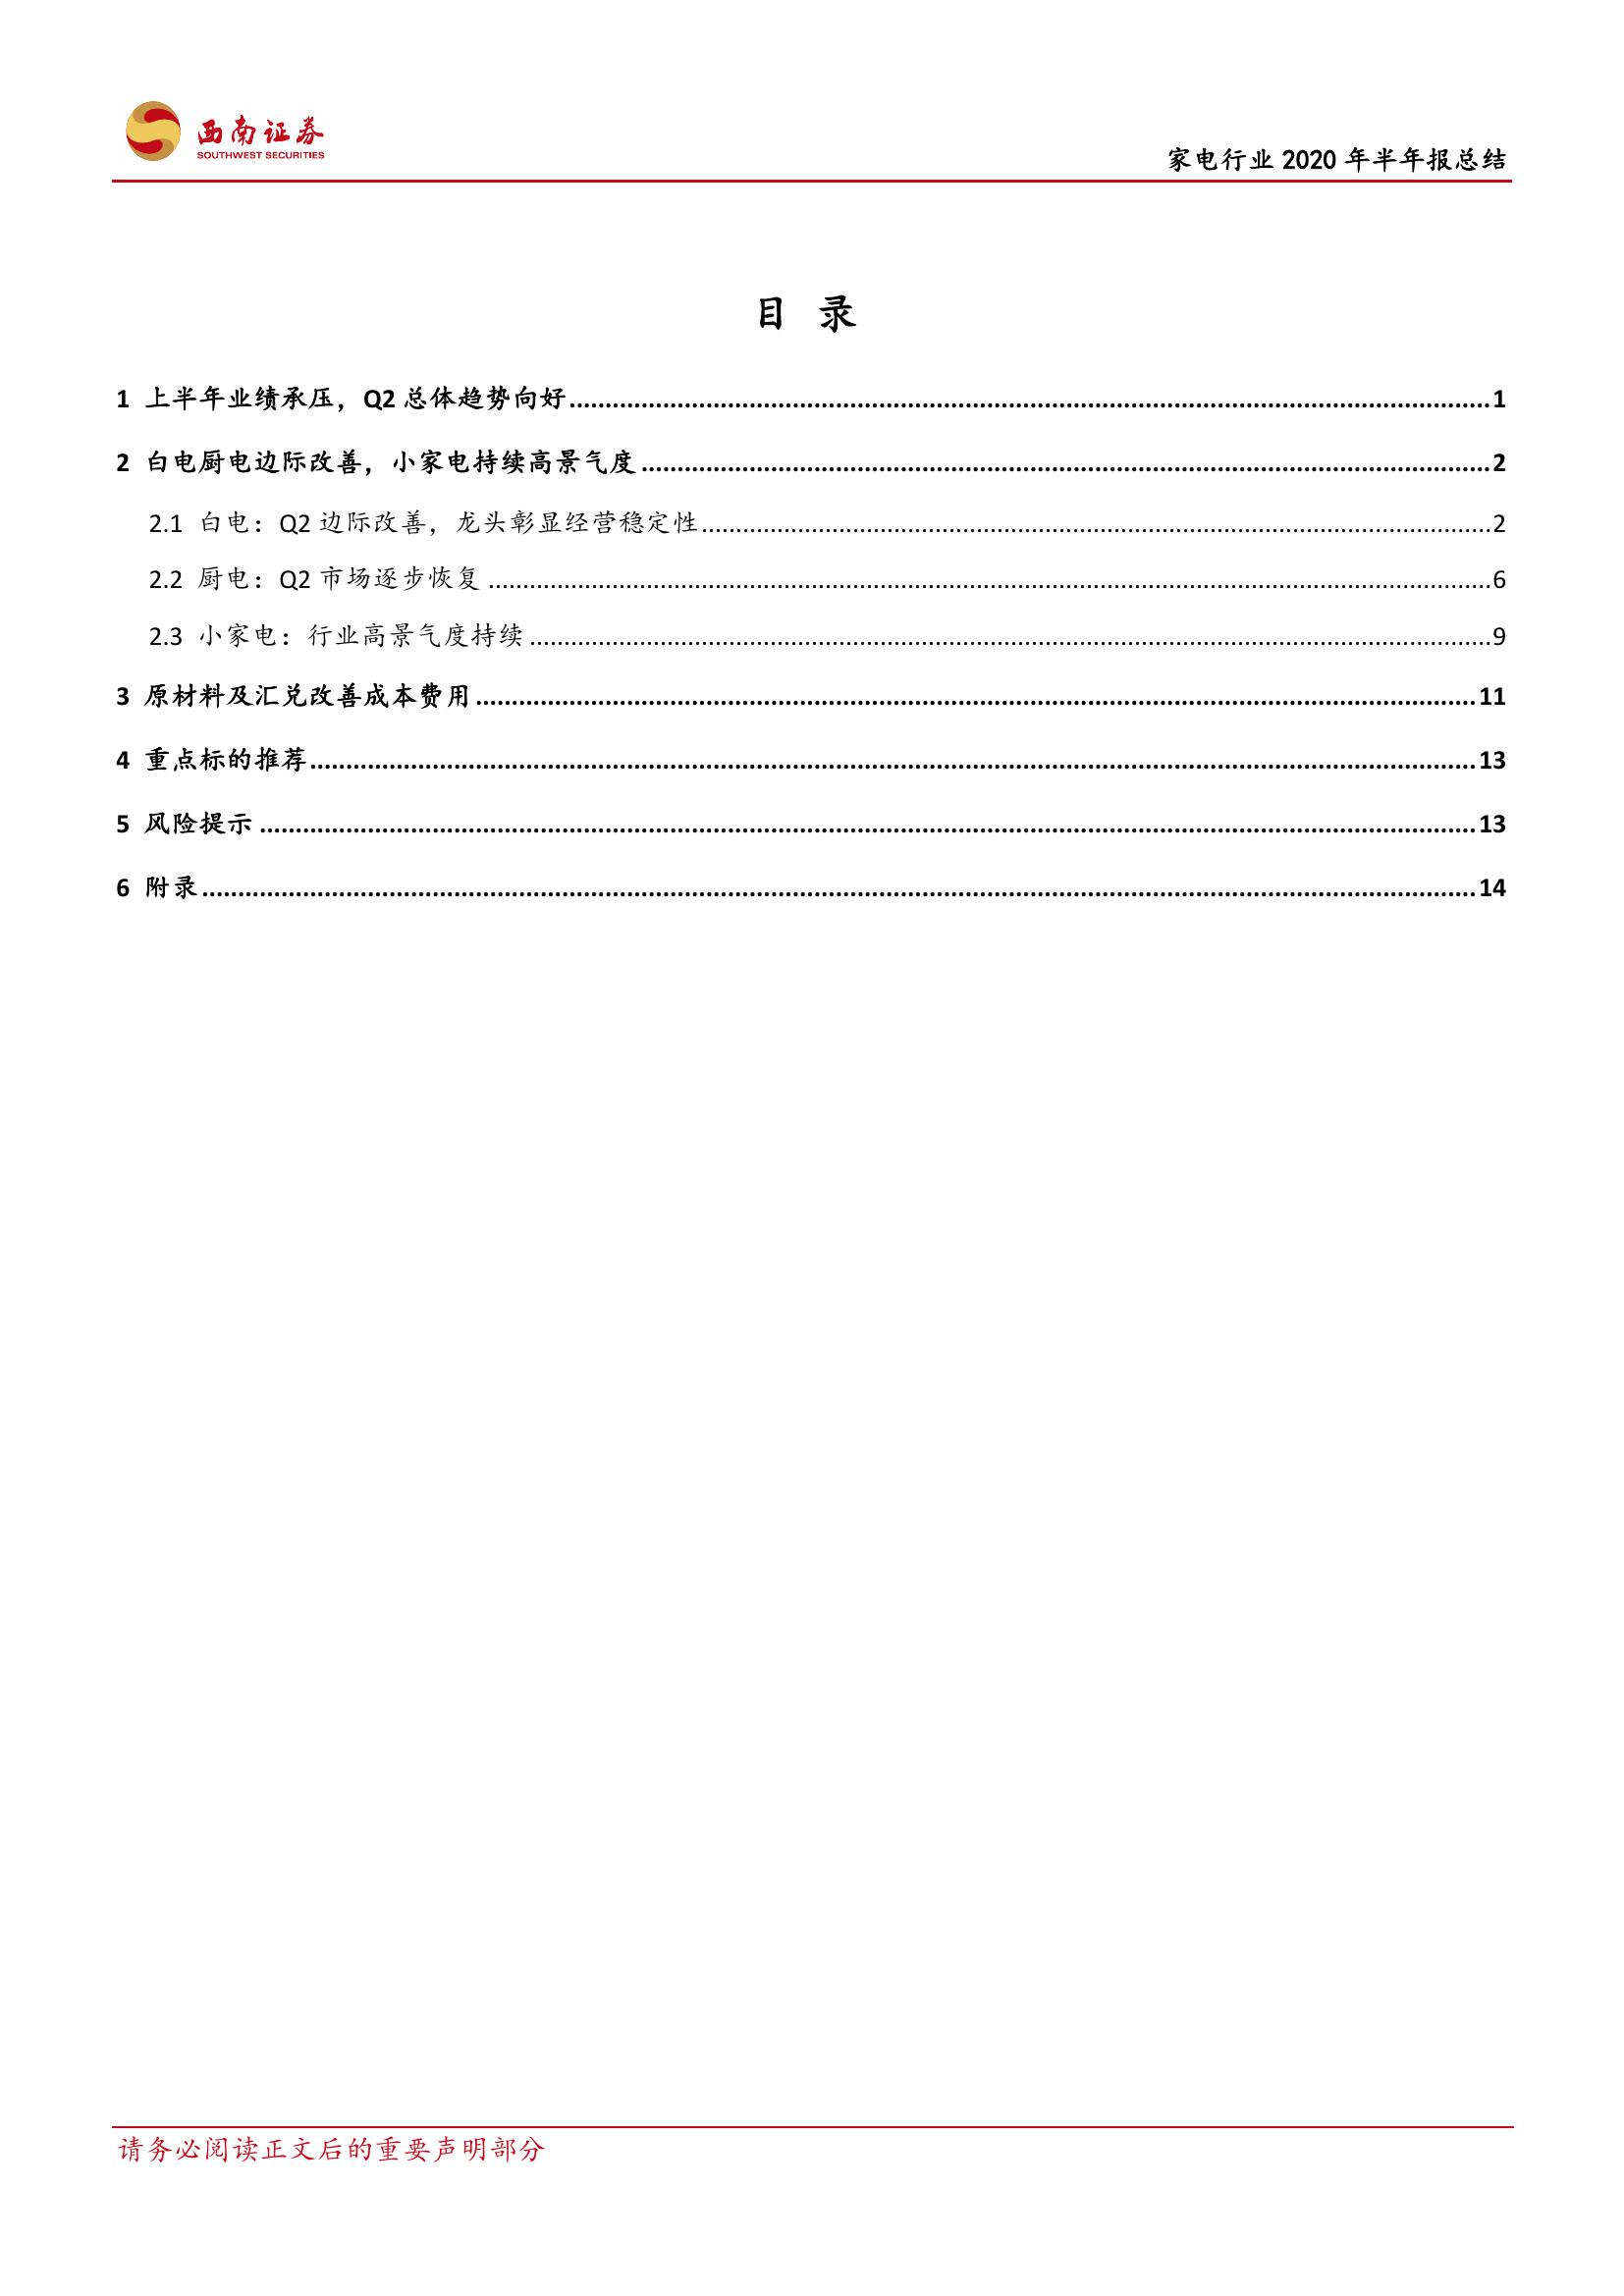 西南证券
SOUTHWEST SECURITIES
家电行业 2020 年半年报总结
目 录
1 上半年业绩承压，Q2 总体趋势向好........1
2 白电厨电边际改善，小家电持续高景气度........2
2.1 白电：Q2 边际改善，龙头彰显经营稳定性........2
2.2 厨电：Q2 市场逐步恢复........6
2.3 小家电：行业高景气度持续........9
3 原材料及汇兑改善成本费用........11
4 重点标的推荐........13
5 风险提示........13
6 附录........14
请务必阅读正文后的重要声明部分